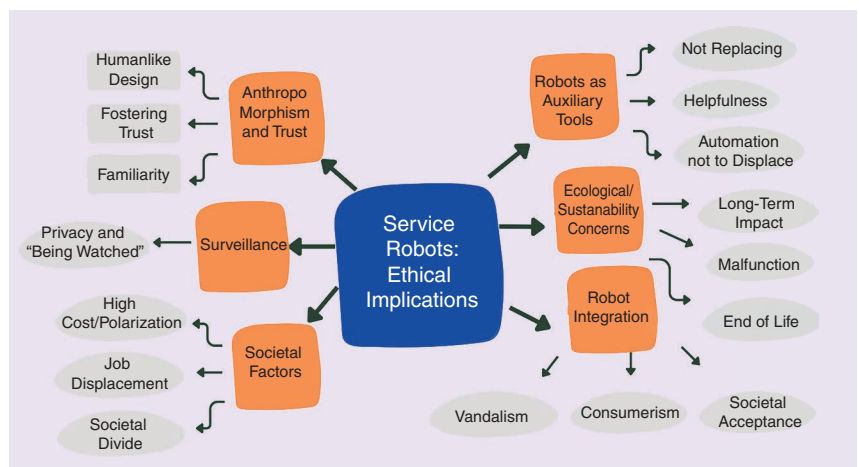 Humanlike
Design
Fostering
Trust
Familiarity
Anthropo
Morphism
and Trust
Privacy and
“Being Watched”
Surveillance
High
Cost/Polarization
Job
Displacement
Societal
Divide
Societal
Factors
Service
Robots:
Ethical
Implications
Robots as
Auxiliary
Tools
Not Replacing
Helpfulness
Automation
not to Displace
Ecological/
Sustanability
Concerns
Long-Term
Impact
Malfunction
End of Life
Robot
Integration
Vandalism
Consumerism
Societal
Acceptance